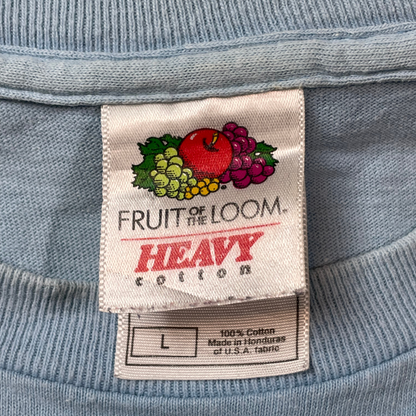 FRUIT OF THE LOOM®
HEAVY
cotton
L
100% Cotton
Made in Honduras
of U.S.A. fabric